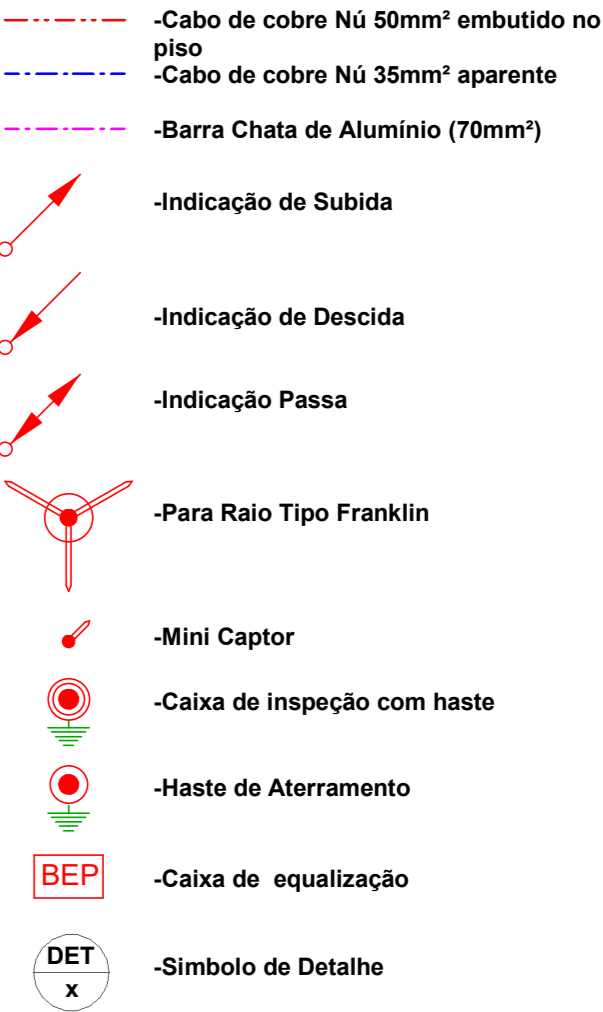 -Cabo de cobre Nú 50mm² embutido no
piso
-Cabo de cobre Nú 35mm² aparente
-Barra Chata de Alumínio (70mm²)
-Indicação de Subida
-Indicação de Descida
-Indicação Passa
-Para Raio Tipo Franklin
-Mini Captor
-Caixa de inspeção com haste
-Haste de Aterramento
BEP
-Caixa de equalização
DET
x
-Simbolo de Detalhe